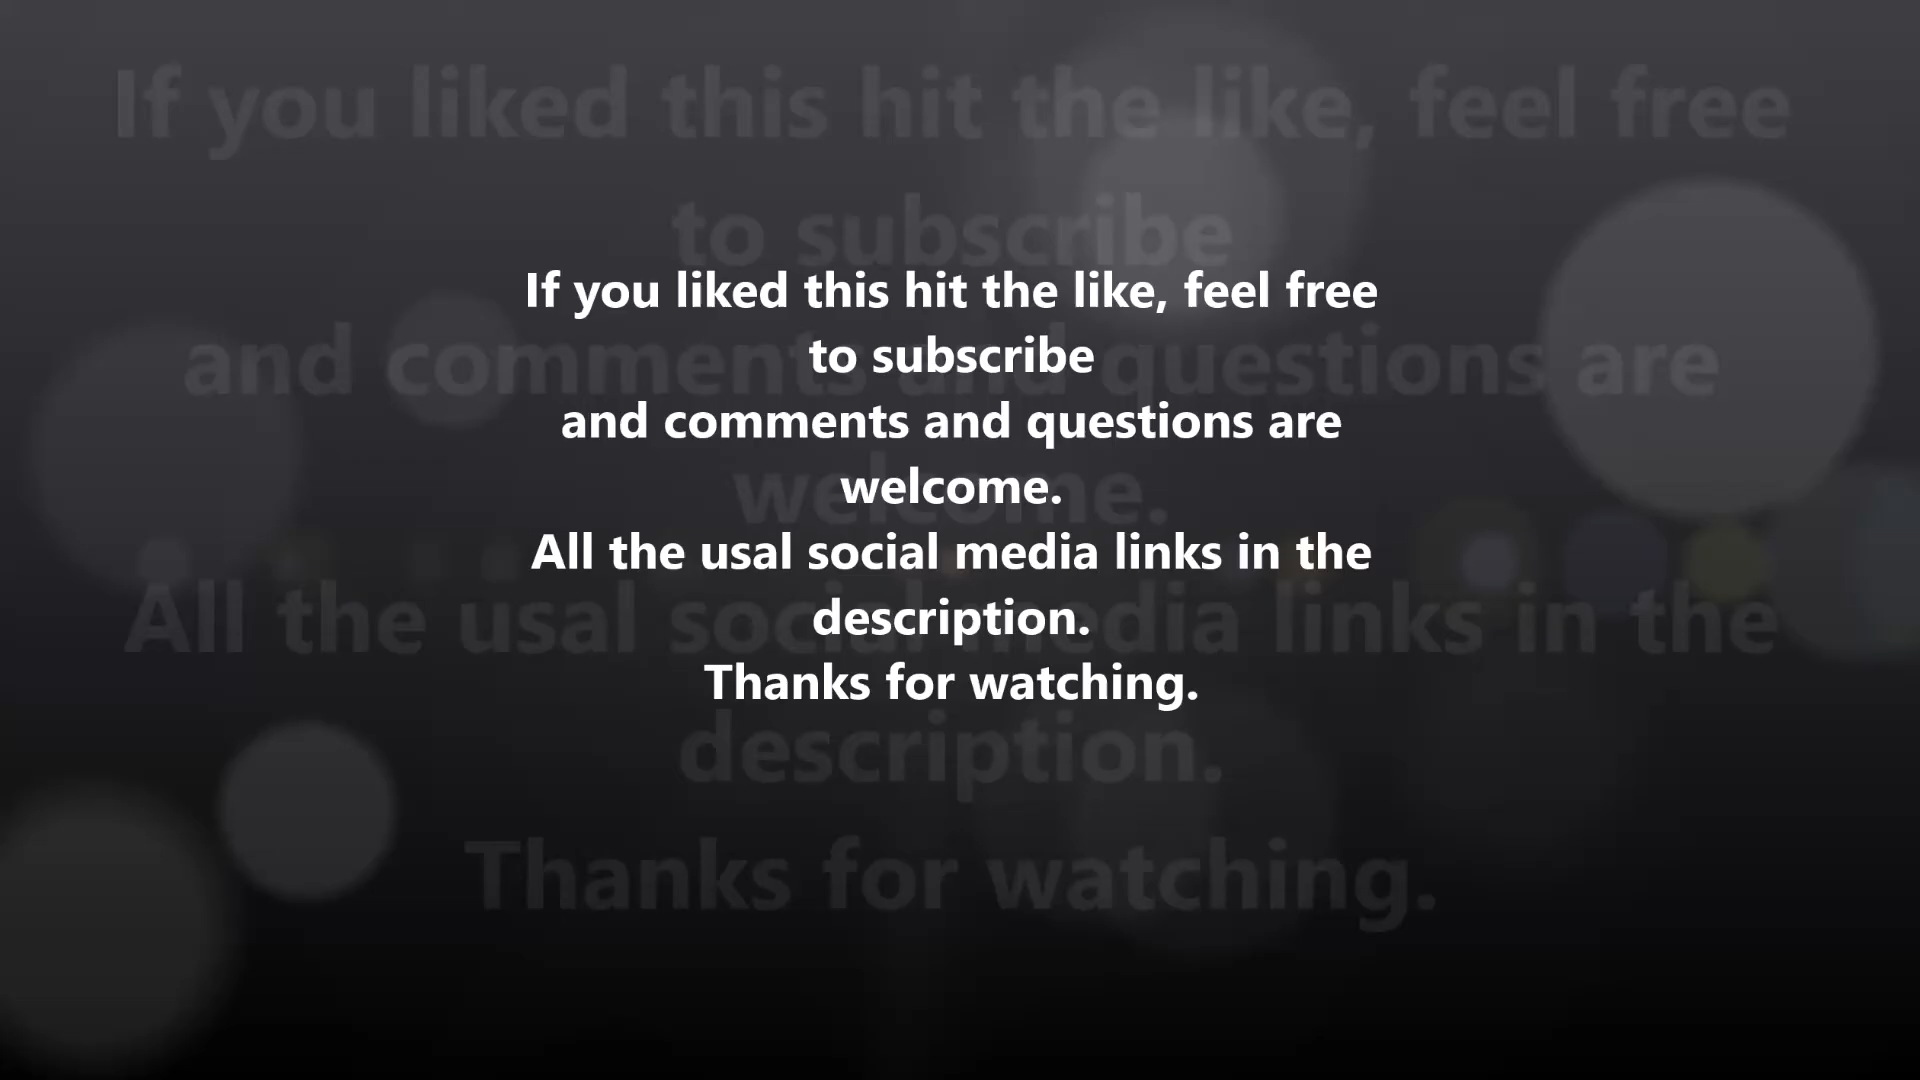 If you liked this hit the like, feel free
to subscribe
and comments and questions are
welcome.
All the usal social media links in the
description.
Thanks for watching.